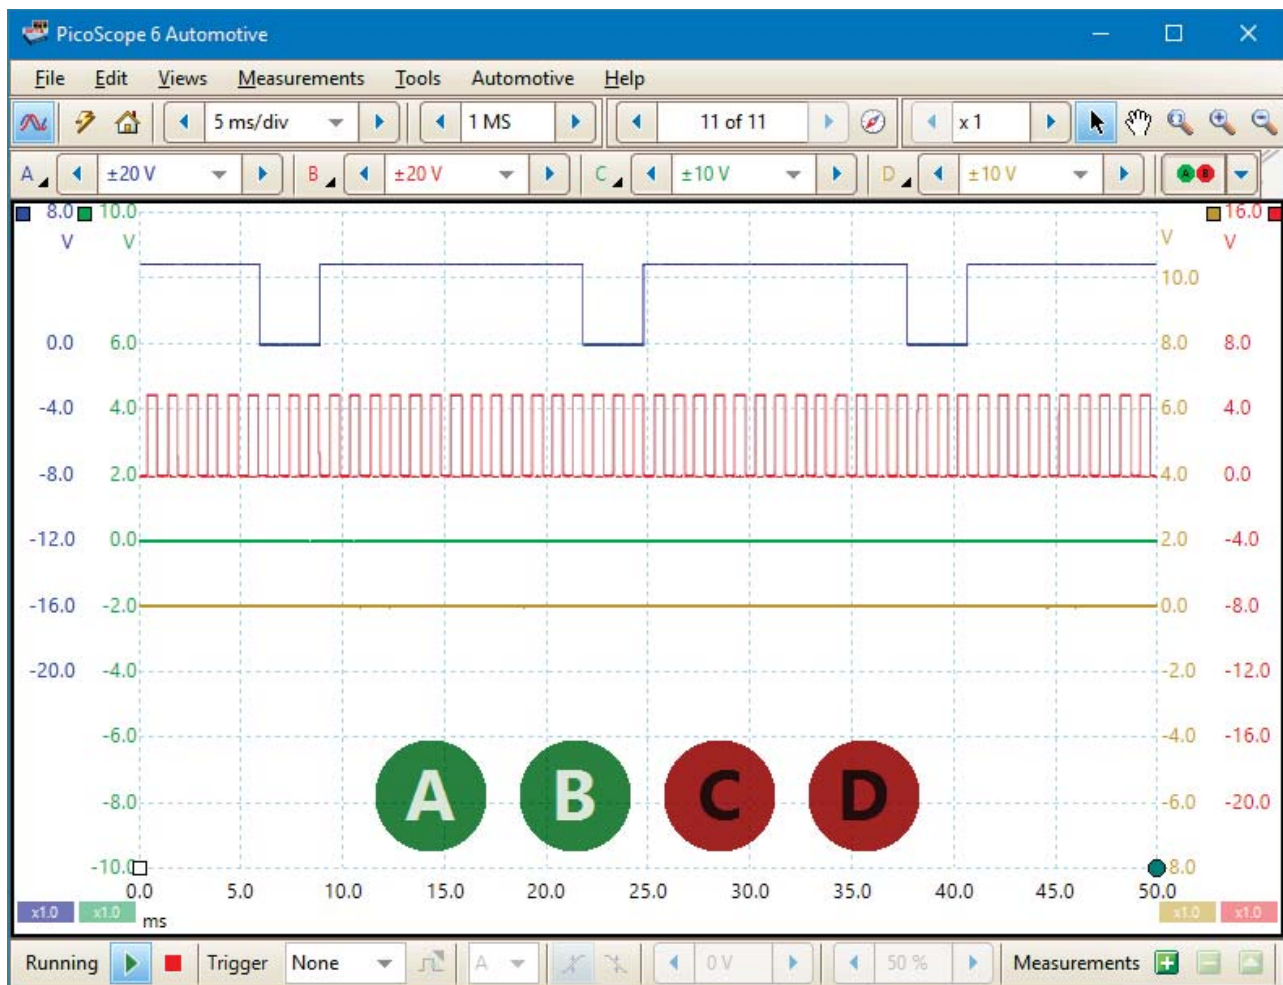 PicoScope 6 Automotive
File Edit Views Measurements Tools Automotive Help
5 ms/div 1 MS 11 of 11 x 1
A ±20 V B ±20 V C ±10 V D ±10 V A B
8.0 10.0 16.0
V V V V
10.0
0.0 6.0 8.0 8.0
-4.0 4.0 6.0 4.0
-8.0 2.0 4.0 0.0
-12.0 0.0 2.0 -4.0
-16.0 -2.0 0.0 -8.0
-20.0 -4.0 -2.0 -12.0
-6.0 -4.0 -16.0
A B C D
-8.0 -6.0 -20.0
-10.0 -8.0
0.0 5.0 10.0 15.0 20.0 25.0 30.0 35.0 40.0 45.0 50.0
x1.0 x1.0 ms x1.0 x1.0
Running Trigger None A 0 V 50 % Measurements